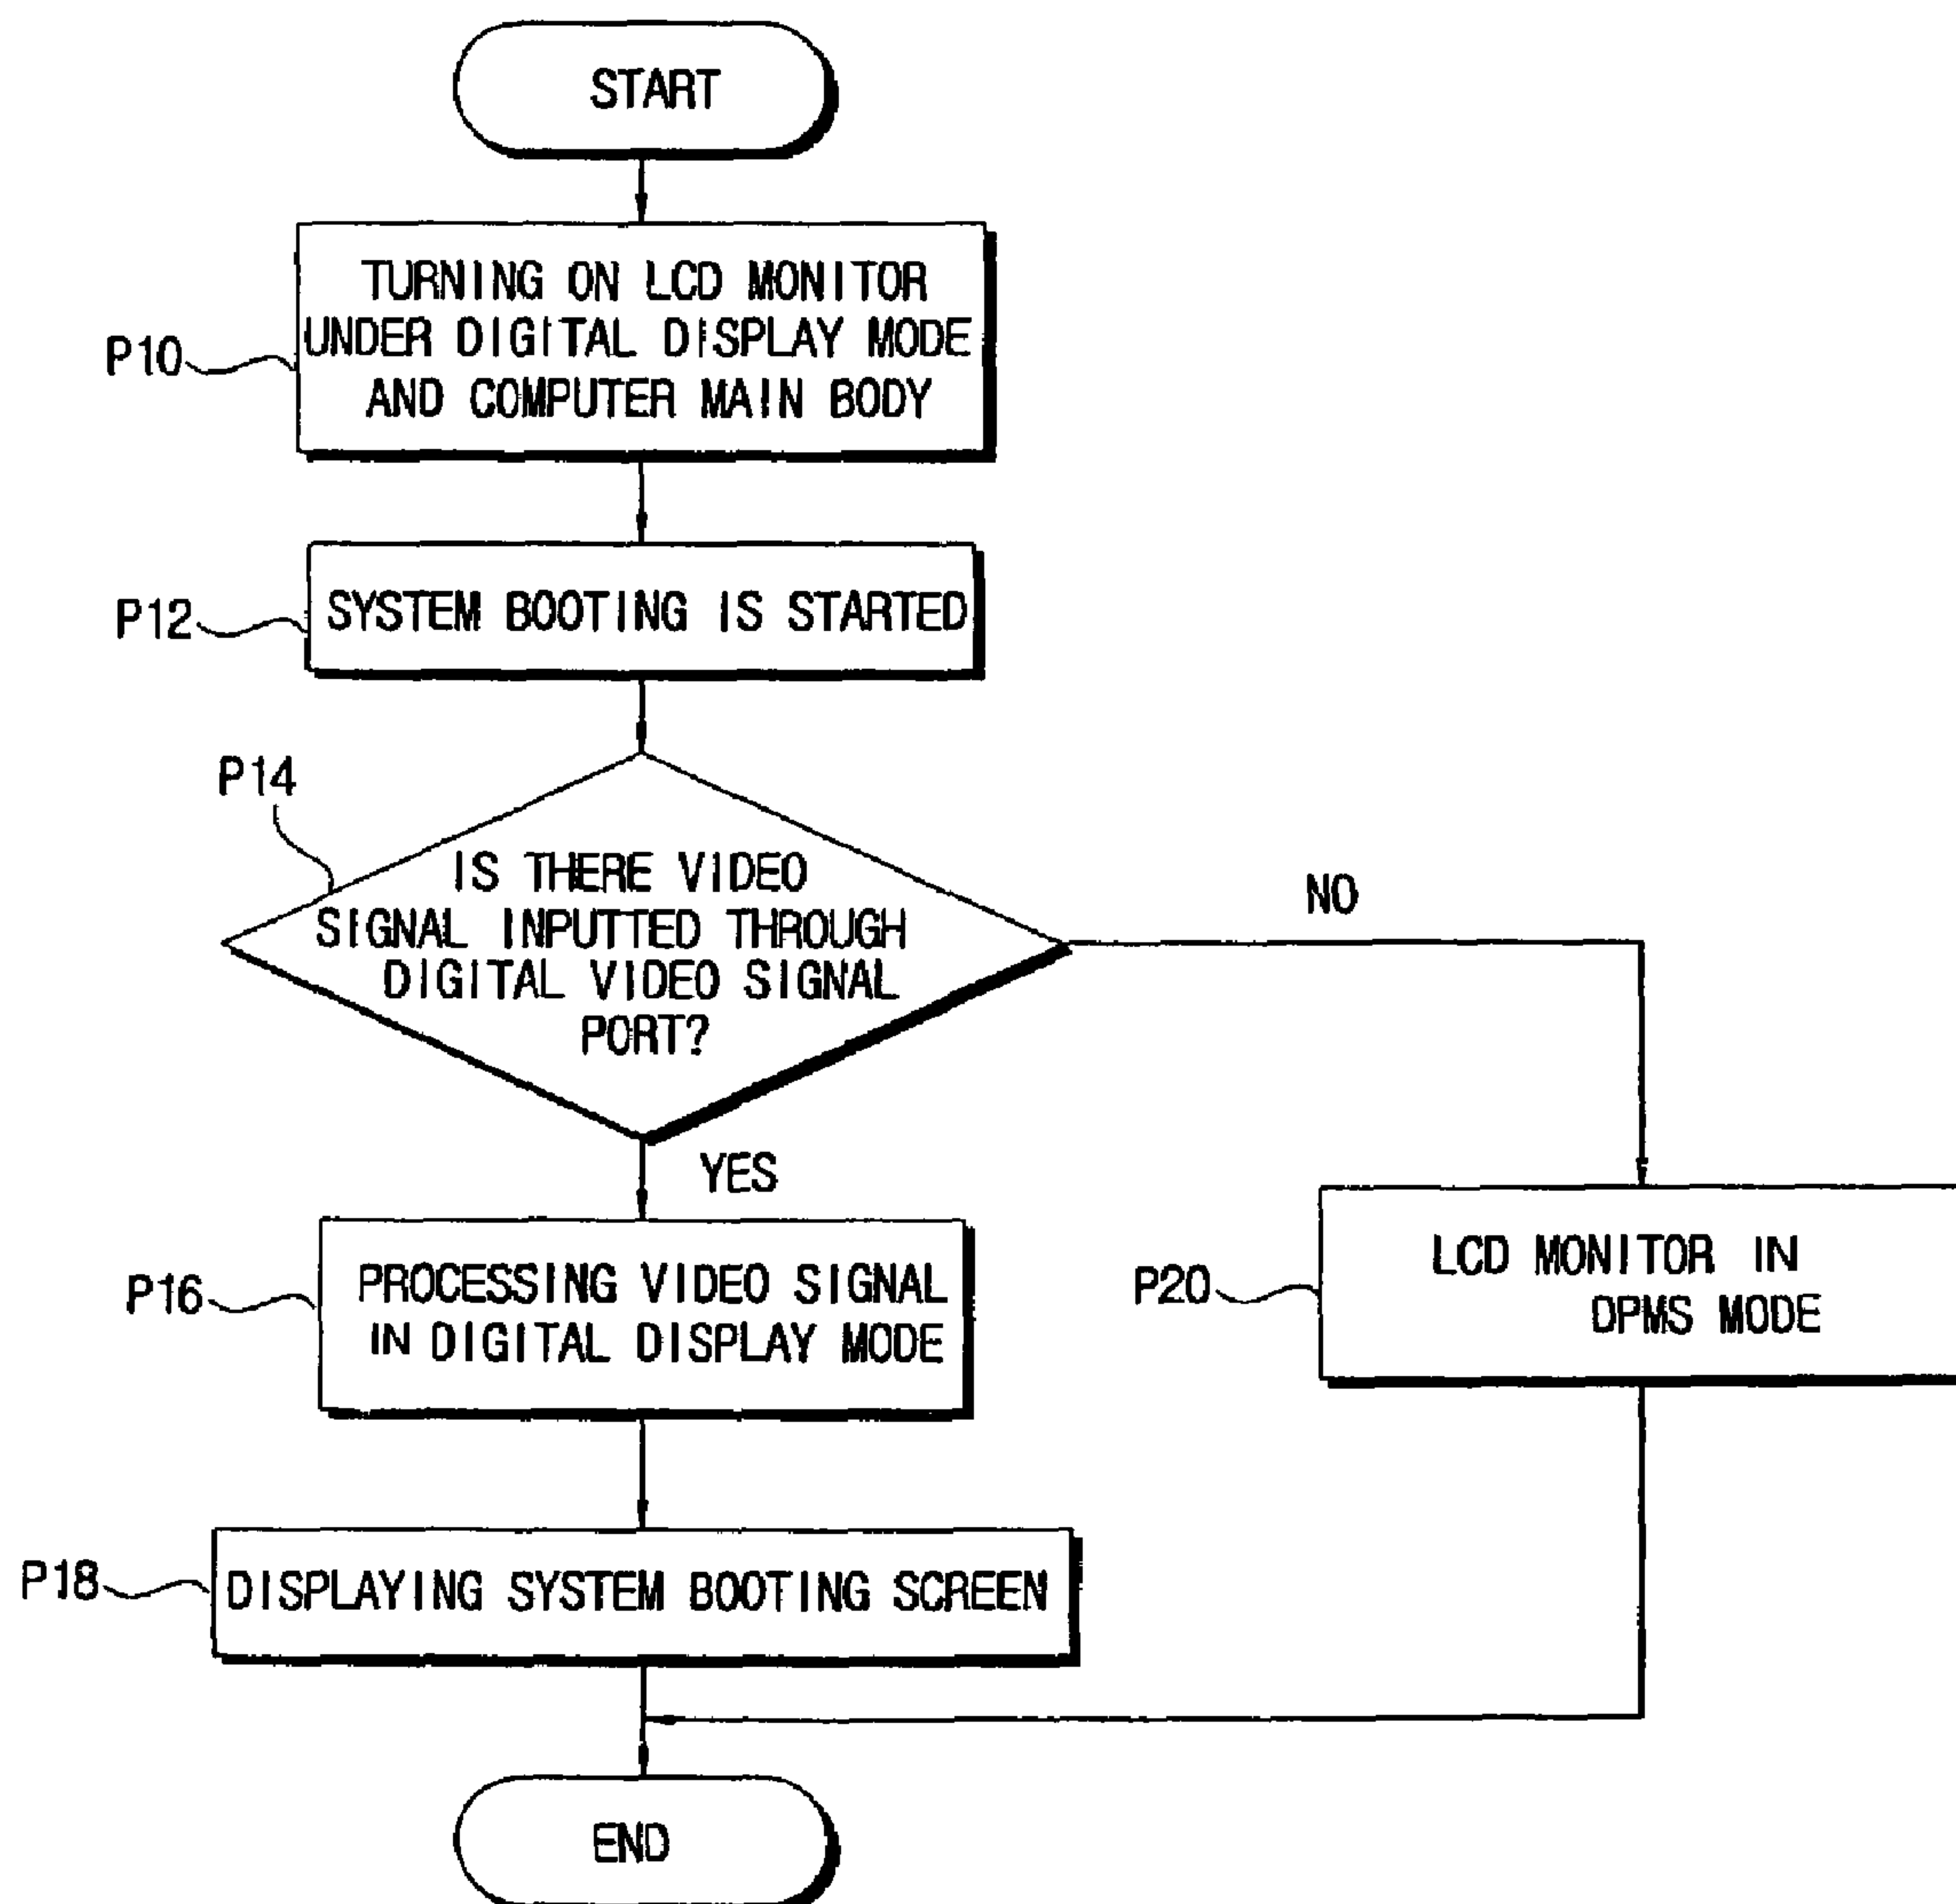 START
TURNING ON LCD MONITOR
UNDER DIGITAL DISPLAY MODE
AND COMPUTER MAIN BODY
P10
SYSTEM BOOTING IS STARTED
P12
P14
IS THERE VIDEO
SIGNAL INPUTTED THROUGH
DIGITAL VIDEO SIGNAL
PORT?
NO
YES
PROCESSING VIDEO SIGNAL
IN DIGITAL DISPLAY MODE
P16
LCD MONITOR IN
DPMS MODE
P20
DISPLAYING SYSTEM BOOTING SCREEN
P18
END